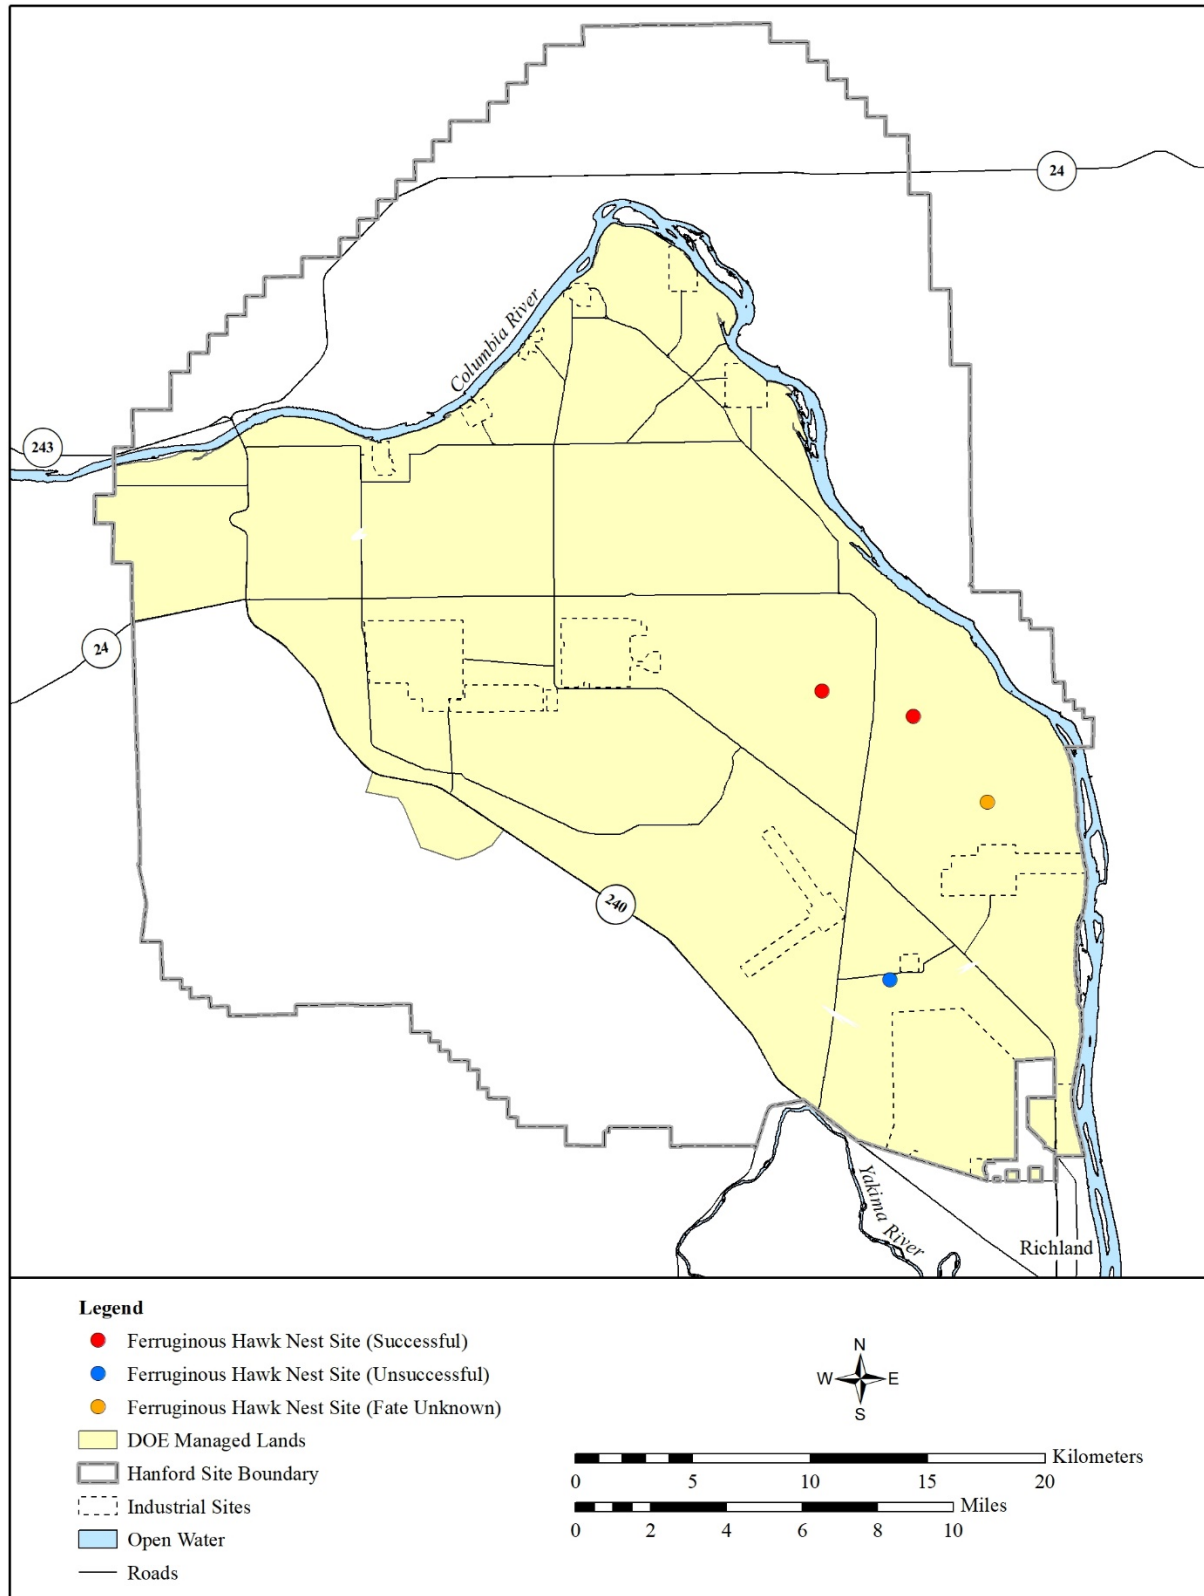 24
Columbia River
243
24
240
Yakima River
Richland
Legend
Ferruginous Hawk Nest Site (Successful)
Ferruginous Hawk Nest Site (Unsuccessful)
Ferruginous Hawk Nest Site (Fate Unknown)
DOE Managed Lands
Hanford Site Boundary
Industrial Sites
Open Water
Roads
N
W E
S
Kilometers
0 5 10 15 20
Miles
0 2 4 6 8 10